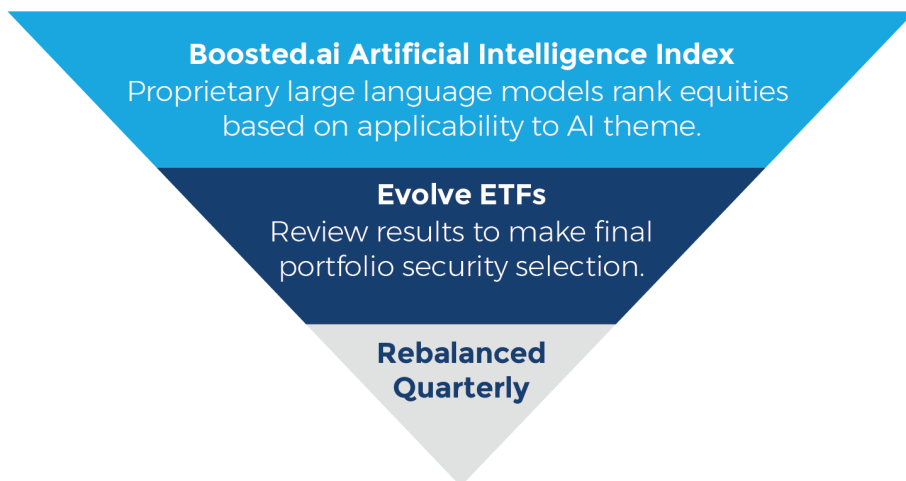 Boosted.ai Artificial Intelligence Index
Proprietary large language models rank equities
based on applicability to AI theme.
Evolve ETFs
Review results to make final
portfolio security selection.
Rebalanced
Quarterly